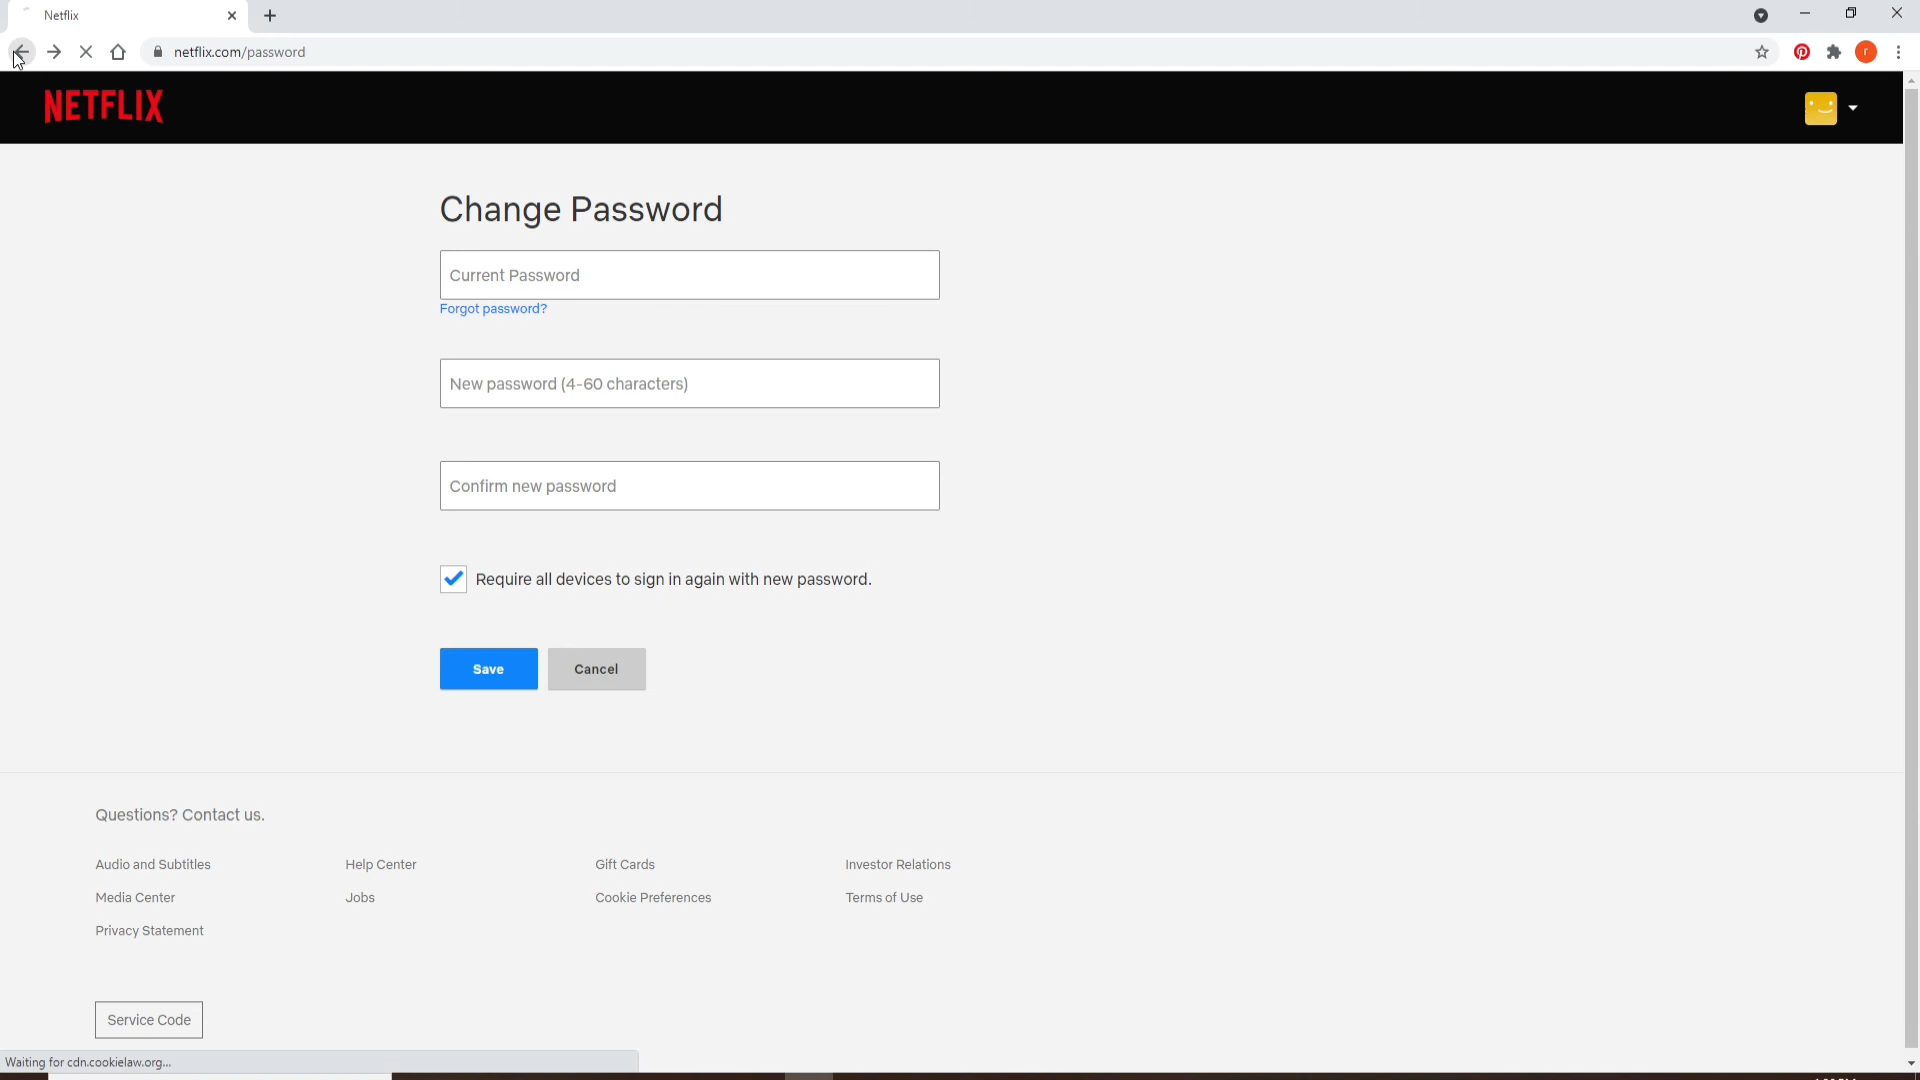 Netflix
netflix.com/password
r
NETFLIX
Change Password
Current Password
Forgot password?
New password (4-60 characters)
Confirm new password
Require all devices to sign in again with new password.
Save Cancel
Questions? Contact us.
Audio and Subtitles Help Center Gift Cards Investor Relations
Media Center Jobs Cookie Preferences Terms of Use
Privacy Statement
Service Code
Waiting for cdn.cookielaw.org...